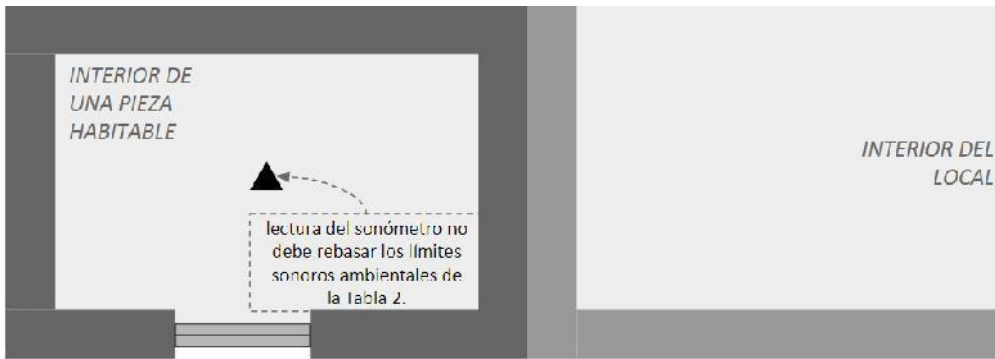 INTERIOR DE
UNA PIEZA
HABITABLE
INTERIOR DEL
LOCAL
lectura del sonómetro no
debe rebasar los límites
sonoros ambientales de
la Tabla 2.